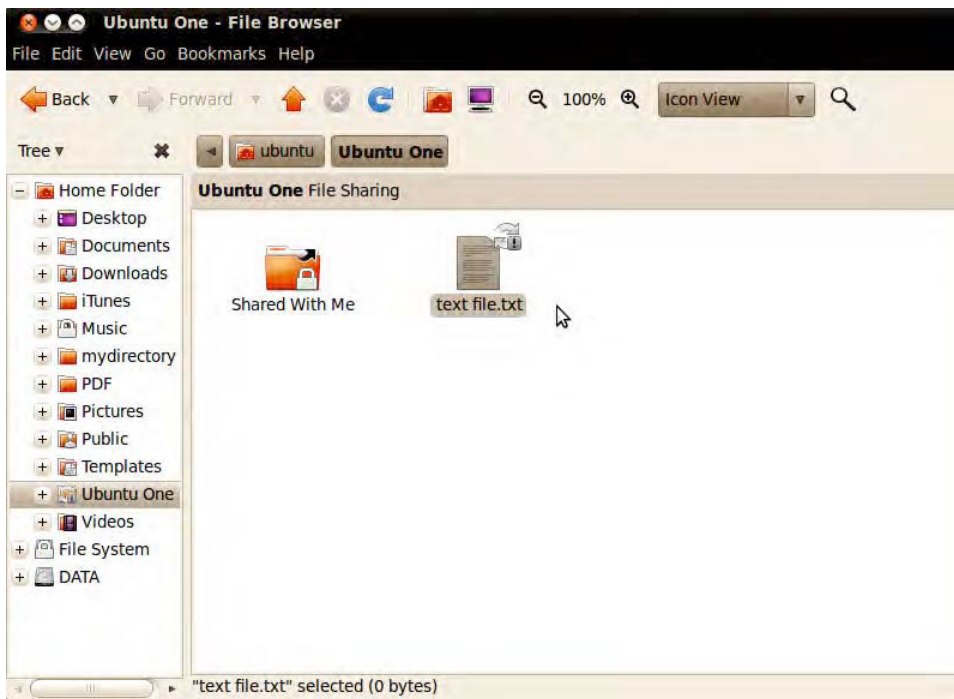 Ubuntu One - File Browser
File Edit View Go Bookmarks Help
Back Forward 100% Icon View
Tree ubuntu Ubuntu One
Home Folder
Ubuntu One File Sharing
Desktop
Documents
Downloads
iTunes
Shared With Me text file.txt
Music
mydirectory
PDF
Pictures
Public
Templates
Ubuntu One
Videos
File System
DATA
"text file.txt" selected (0 bytes)